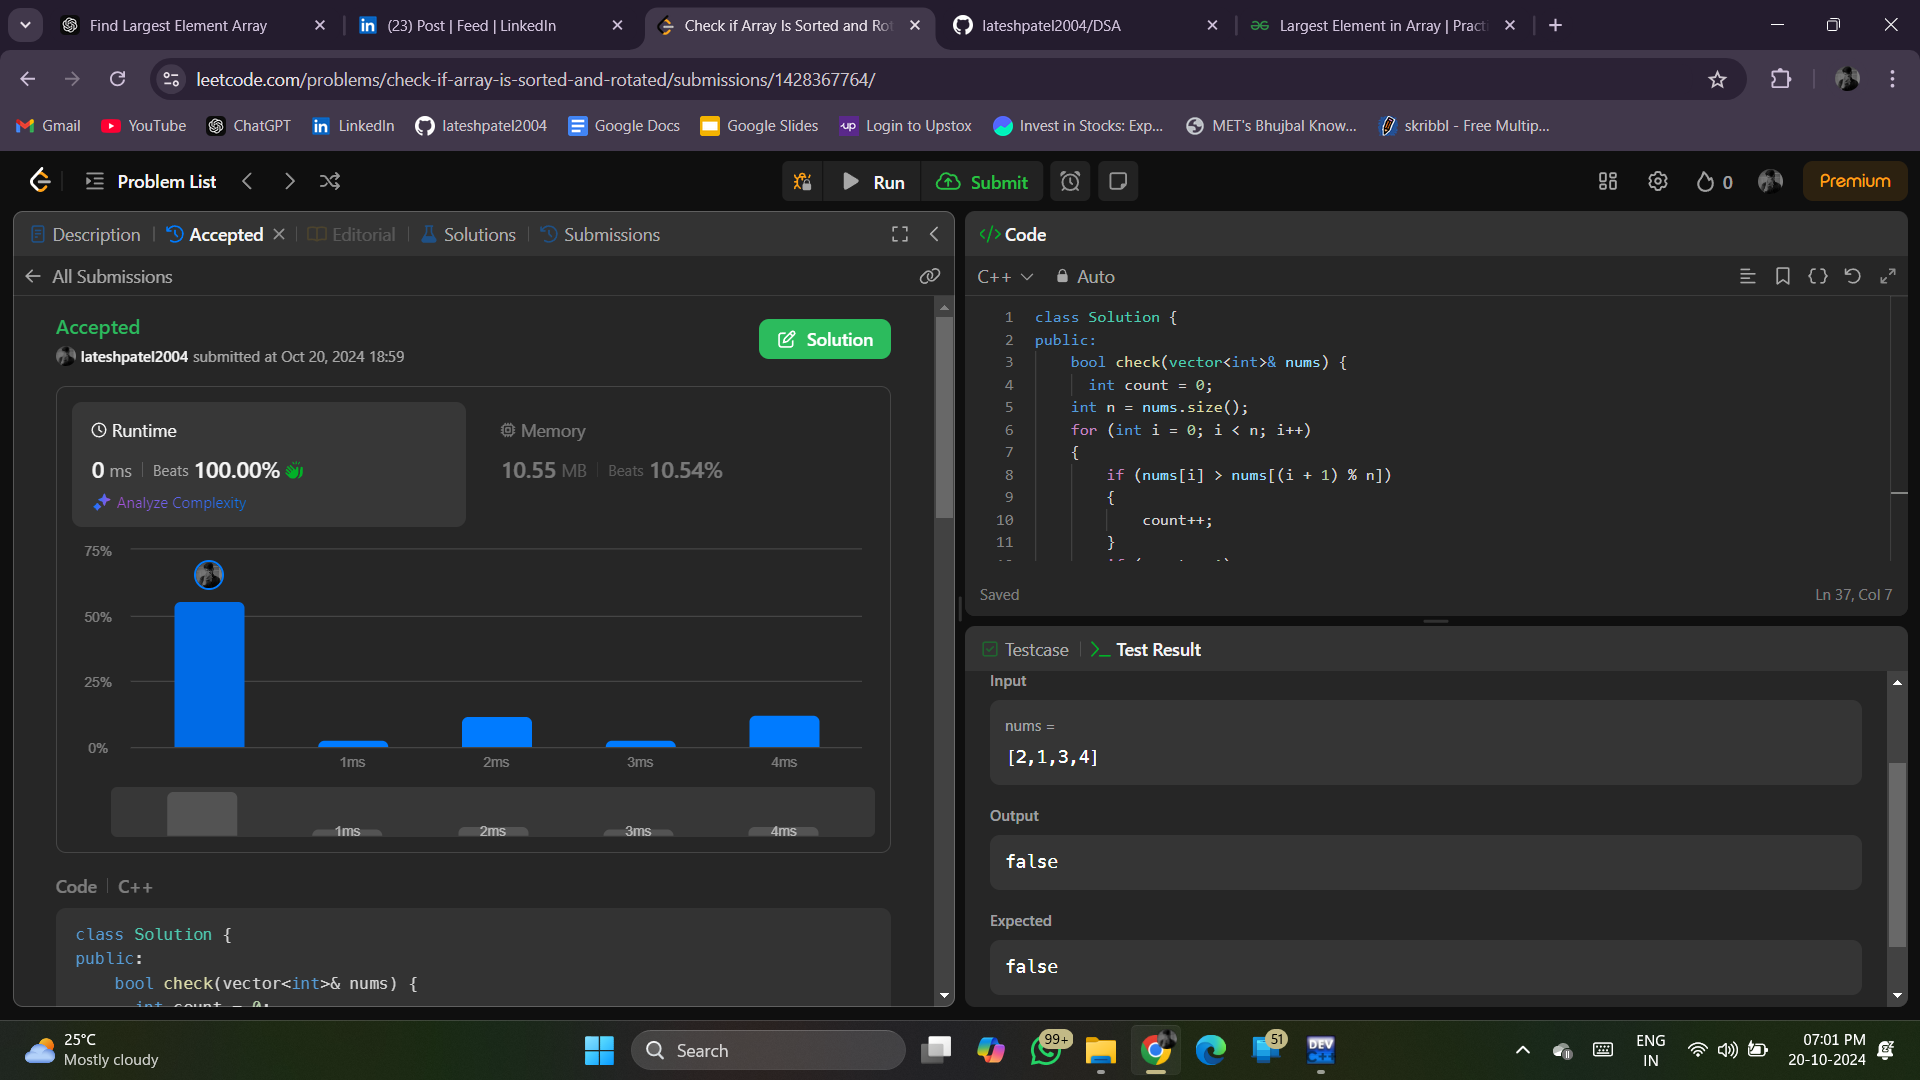 Find Largest Element Array
(23) Post | Feed | LinkedIn
Check if Array Is Sorted and Rot
lateshpatel2004/DSA
Largest Element in Array | Practi
leetcode.com/problems/check-if-array-is-sorted-and-rotated/submissions/1428367764/
Gmail
YouTube
ChatGPT
LinkedIn
lateshpatel2004
Google Docs
Google Slides
up Login to Upstox
Invest in Stocks: Exp...
MET's Bhujbal Know...
skribbl - Free Multip...
Problem List
Run
Submit
0
Premium
Description
Accepted
Editorial
Solutions
Submissions
All Submissions
Accepted
lateshpatel2004 submitted at Oct 20, 2024 18:59
Solution
Runtime
0 ms | Beats 100.00%
Analyze Complexity
Memory
10.55 MB | Beats 10.54%
75%
50%
25%
0%
1ms 2ms 3ms 4ms
1ms 2ms 3ms 4ms
Code | C++
class Solution {
public:
bool check(vector<int>& nums) {
int count = 0;
</> Code
C++
Auto
1 class Solution {
2 public:
3 bool check(vector<int>& nums) {
4 int count = 0;
5 int n = nums.size();
6 for (int i = 0; i < n; i++)
7 {
8 if (nums[i] > nums[(i + 1) % n])
9 {
10 count++;
11 }
Saved
Ln 37, Col 7
Testcase
Test Result
Input
nums =
[2,1,3,4]
Output
false
Expected
false
25°C
Mostly cloudy
Search
99+
51
DEV
ENG
IN
07:01 PM
20-10-2024